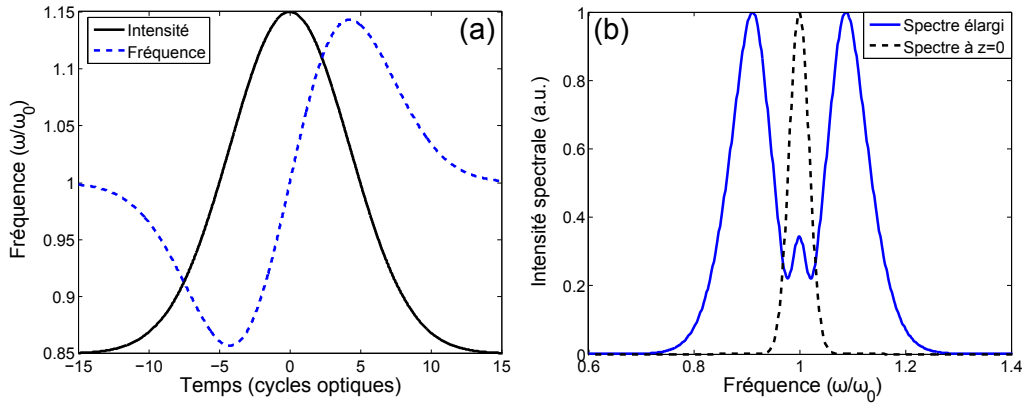 (a)
Intensité
Fréquence
1.15
1.1
1.05
1
0.95
0.9
0.85
Fréquence (ω/ω0)
−15
−10
−5
0
5
10
15
Temps (cycles optiques)
(b)
Spectre élargi
Spectre à z=0
1
0.8
0.6
0.4
0.2
0
Intensité spectrale (a.u.)
0.6
0.8
1
1.2
1.4
Fréquence (ω/ω0)